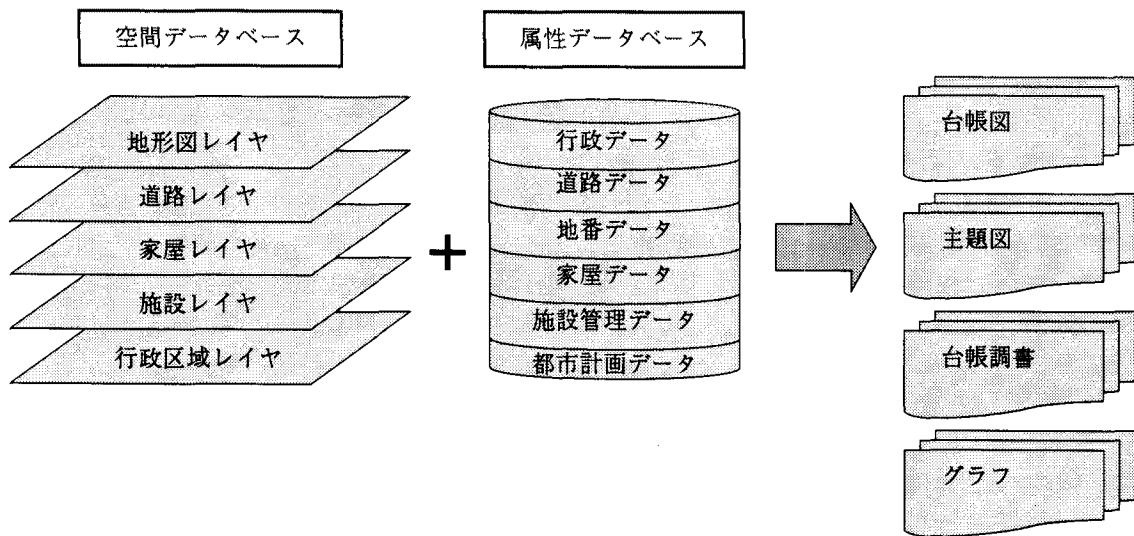 空間データベース
属性データベース
地形図レイヤ
道路レイヤ
家屋レイヤ
施設レイヤ
行政区域レイヤ
+
行政データ
道路データ
地番データ
家屋データ
施設管理データ
都市計画データ
台帳図
主題図
台帳調書
グラフ